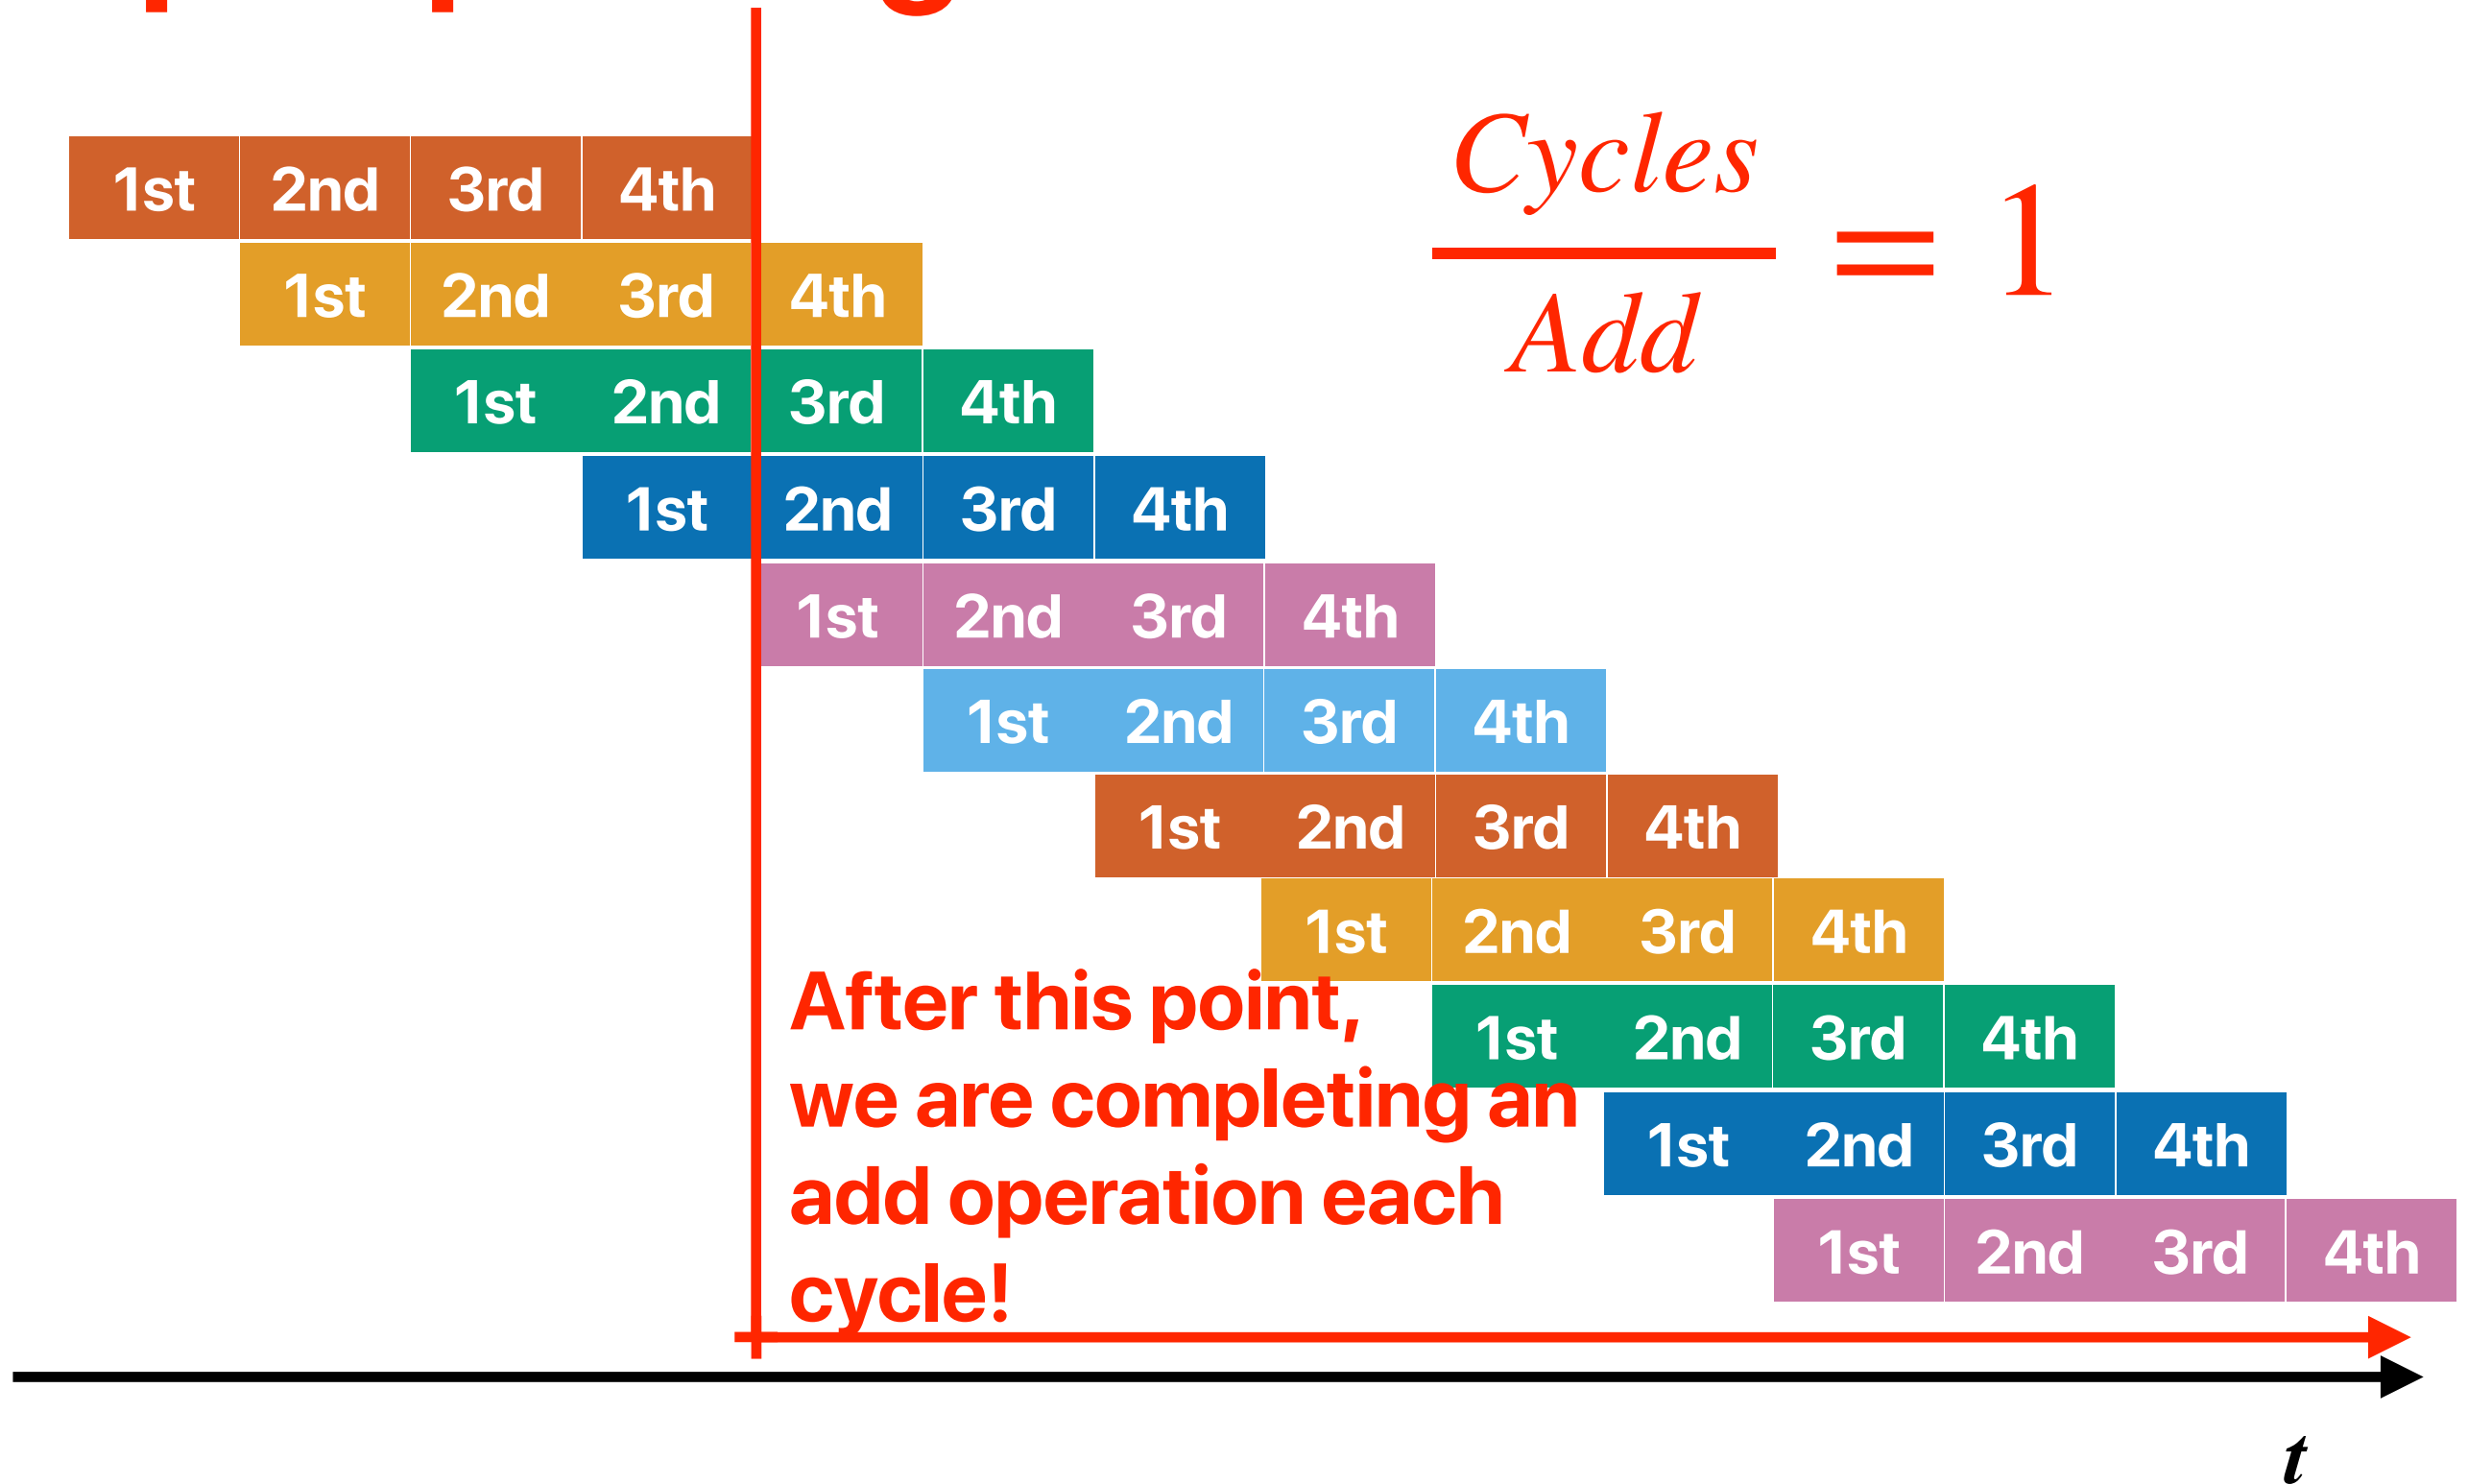 Cycles
Add
= 1
1st 2nd 3rd 4th
1st 2nd 3rd 4th
1st 2nd 3rd 4th
1st 2nd 3rd 4th
1st 2nd 3rd 4th
1st 2nd 3rd 4th
1st 2nd 3rd 4th
1st 2nd 3rd 4th
1st 2nd 3rd 4th
1st 2nd 3rd 4th
1st 2nd 3rd 4th
After this point,
we are completing an
add operation each
cycle!
t